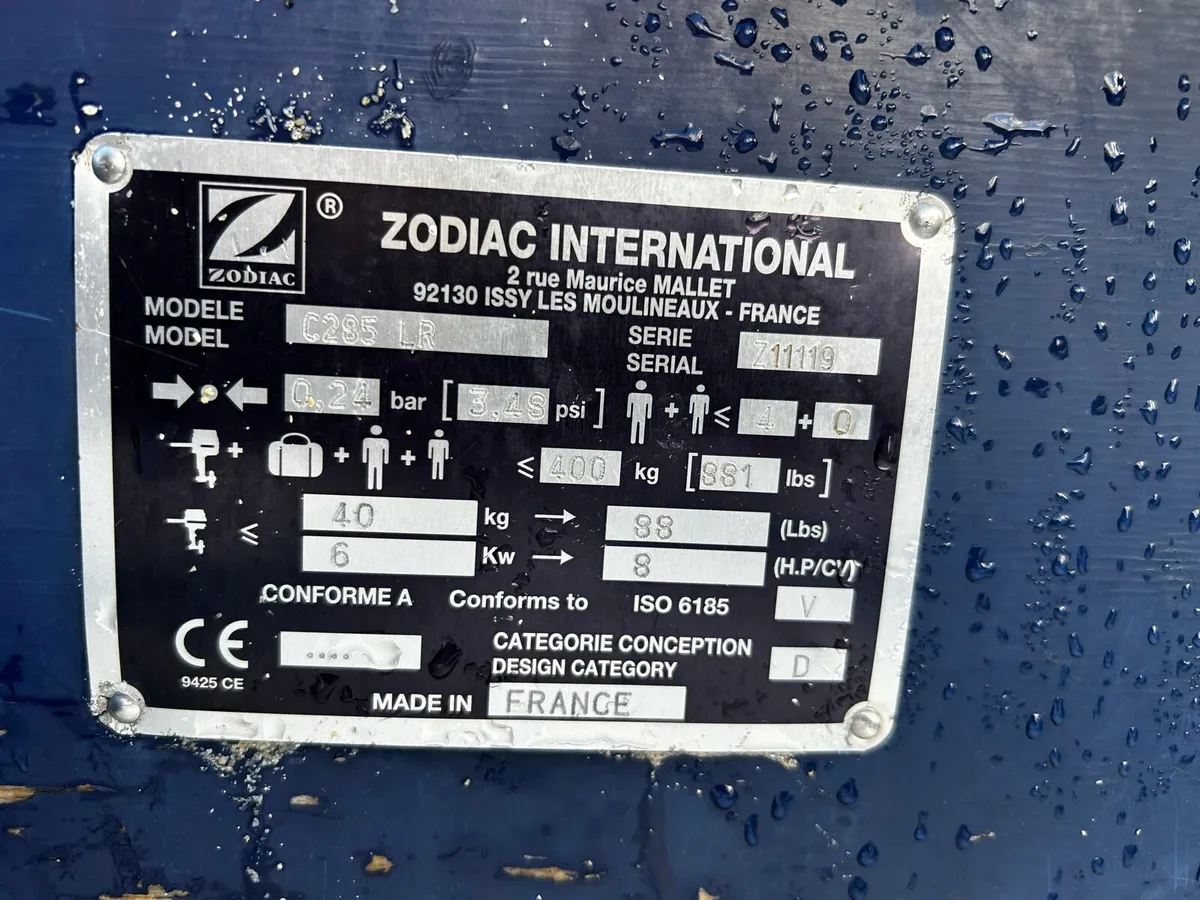 ZODIAC ®
ZODIAC INTERNATIONAL
2 rue Maurice MALLET
92130 ISSY LES MOULINEAUX - FRANCE
MODELE
MODEL C285 LR
SERIE
SERIAL Z11119
0.24 bar [3.48 psi] + ≤ 4 + 0
+ + + ≤ 400 kg [881 lbs]
≤ 40 kg → 88 (Lbs)
6 Kw → 8 (H.P/CV)
CONFORME A Conforms to ISO 6185 V
CE ....
9425 CE
CATEGORIE CONCEPTION
DESIGN CATEGORY D
MADE IN FRANCE